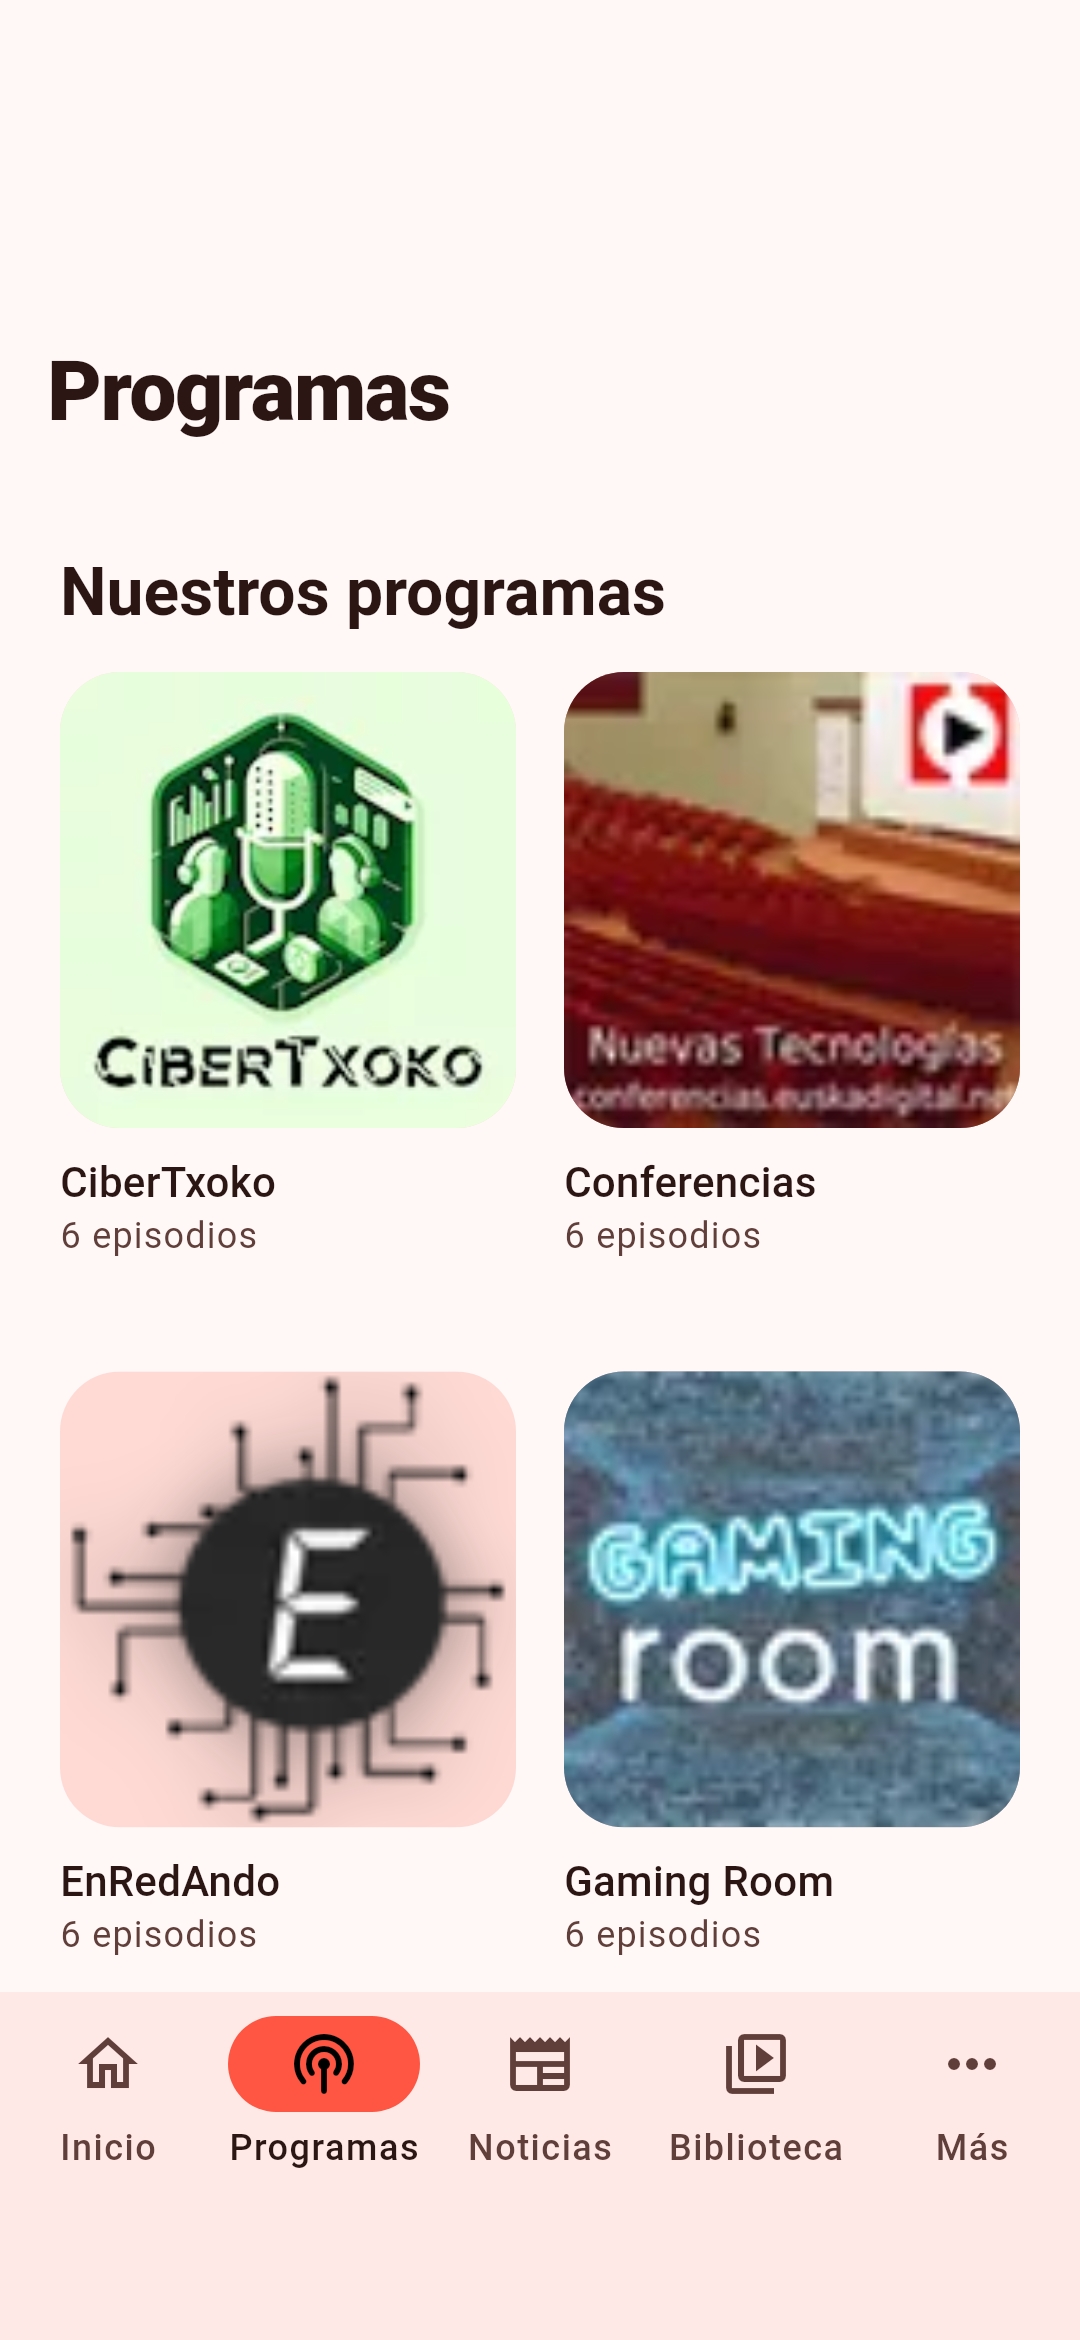 Programas
Nuestros programas
CIBERTXOKO
Nuevas Tecnologías
conferencias.euskadigital.net
CiberTxoko
6 episodios
Conferencias
6 episodios
E
GAMING
room
EnRedAndo
6 episodios
Gaming Room
6 episodios
Inicio
Programas
Noticias
Biblioteca
Más